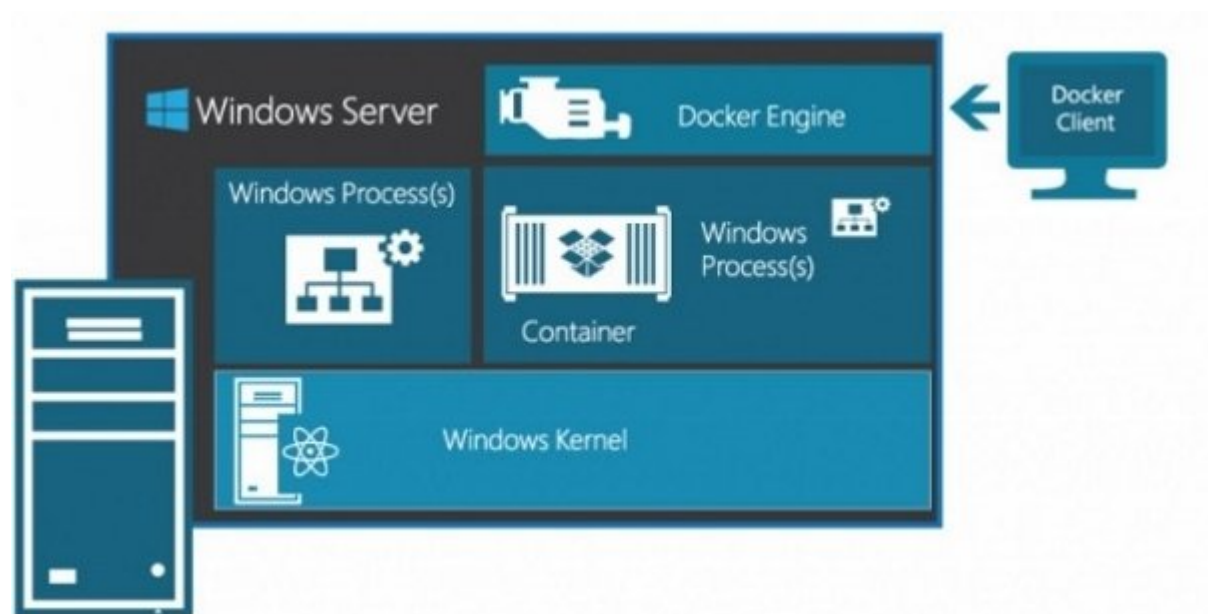 Windows Server
Docker Engine
Docker
Client
Windows Process(s)
Windows
Process(s)
Container
Windows Kernel